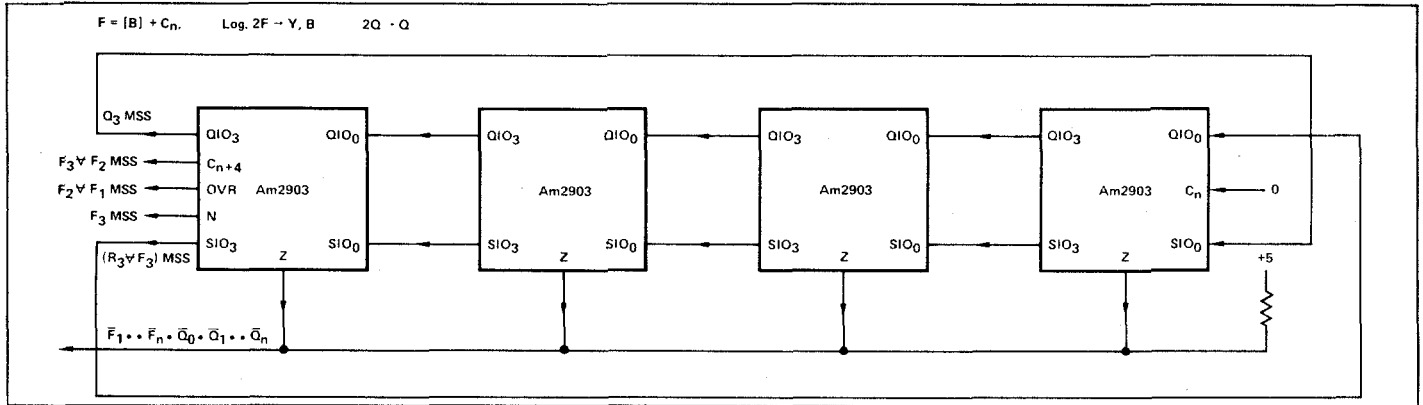 F = [B] + Cn.   Log. 2F → Y, B   2Q · Q
Q3 MSS
QIO3   QIO0   QIO3   QIO0   QIO3   QIO0   QIO3   QIO0
F3 ∀ F2 MSS   Cn+4
F2 ∀ F1 MSS   OVR   Am2903   Am2903   Am2903   Am2903   Cn   0
F3 MSS   N
SIO3   SIO0   SIO3   SIO0   SIO3   SIO0   SIO3   SIO0
(R3 ∀ F3) MSS   Z   Z   Z   Z   +5
F̄1 · · F̄n · Q̄0 · Q̄1 · · Q̄n